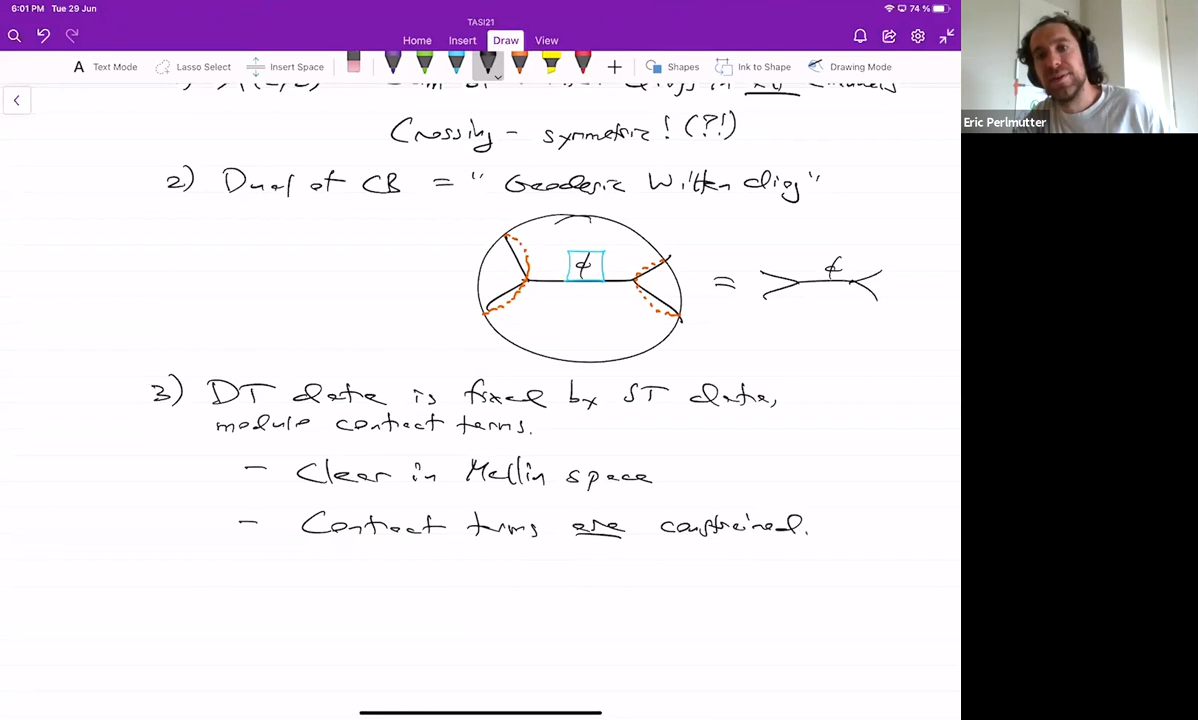 6:01 PM Tue 29 Jun
74 %
TASI21
Home Insert Draw View
A Text Mode Lasso Select Insert Space Shapes Ink to Shape Drawing Mode
Eric Perlmutter
in
Crossing - symmetric! (?!)
2) Dual of CB = "Geodesic Witten diag"
ϕ
= ϕ
3) DT data is fixed by ST data,
modulo contact terms.
- Clear in Mellin space
- Contact terms are constrained.